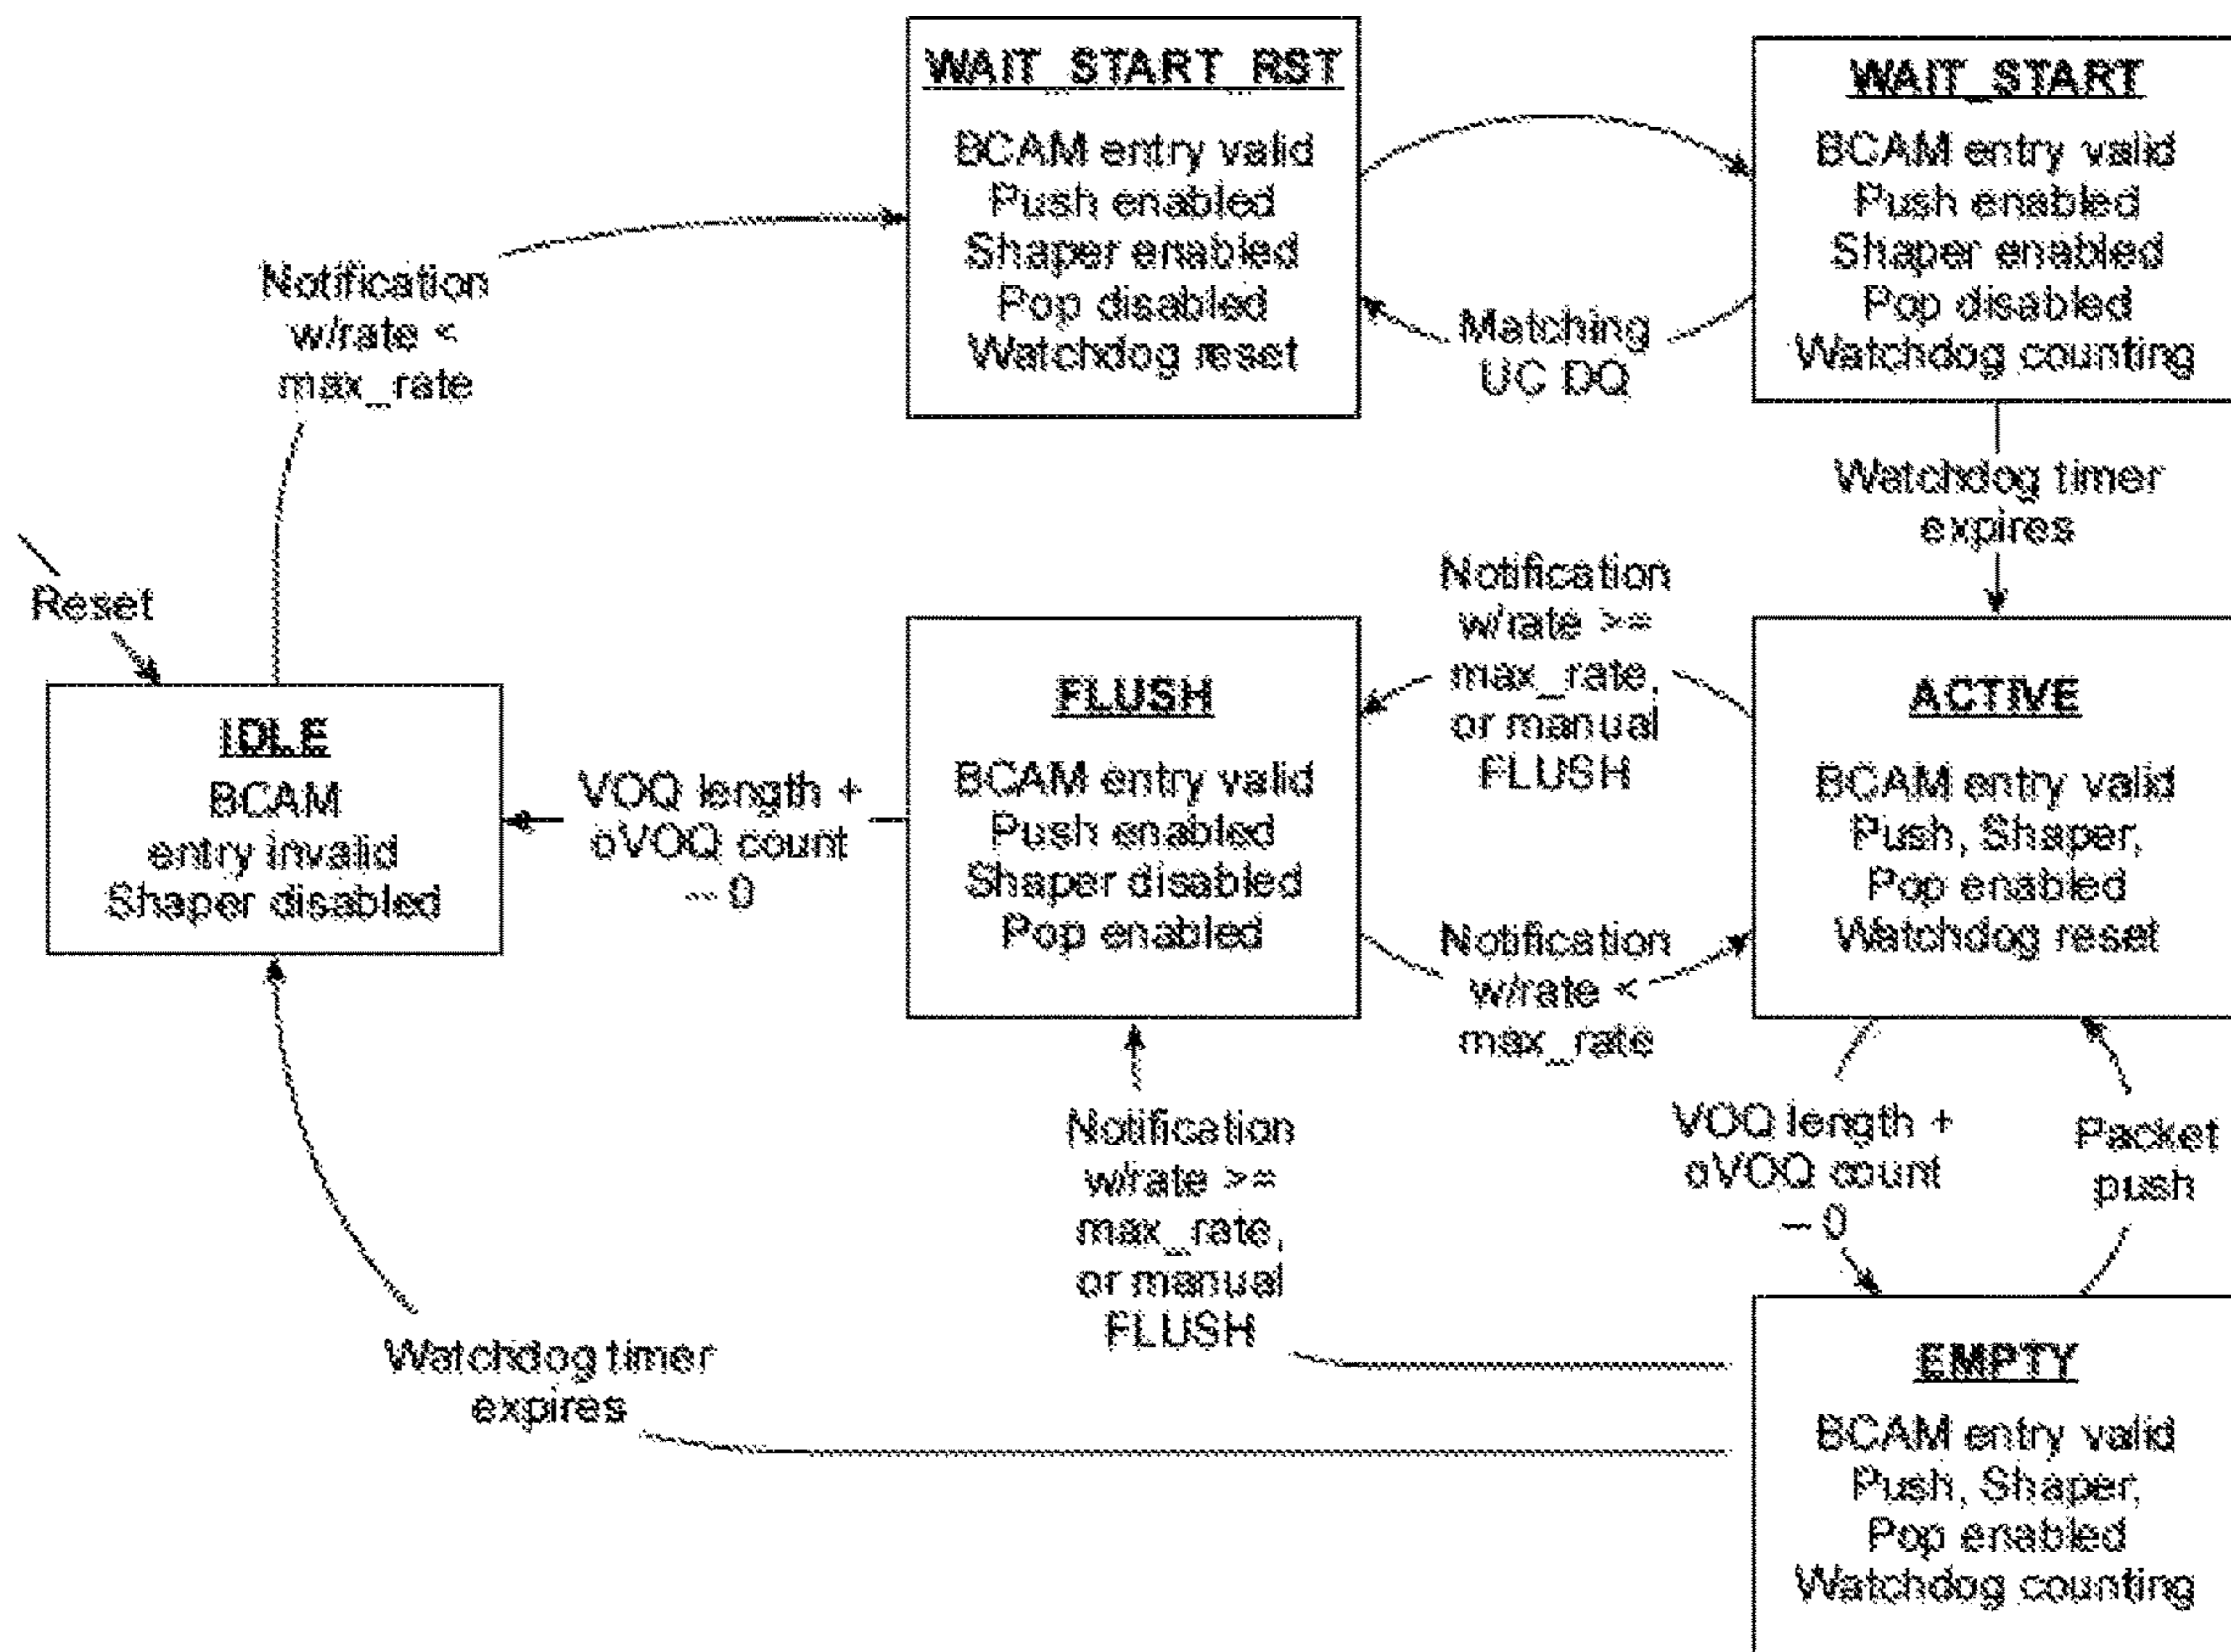 WAIT_START_RST
BCAM entry valid
Push enabled
Shaper enabled
Pop disabled
Watchdog reset
WAIT_START
BCAM entry valid
Push enabled
Shaper enabled
Pop disabled
Watchdog counting
Notification
w/rate <
max_rate
Matching
UC DQ
Watchdog timer
expires
Reset
IDLE
BCAM
entry invalid
Shaper disabled
VOQ length +
oVOQ count
-- 0
FLUSH
BCAM entry valid
Push enabled
Shaper disabled
Pop enabled
Notification
w/rate >=
max_rate,
or manual
FLUSH
Notification
w/rate <
max_rate
ACTIVE
BCAM entry valid
Push, Shaper,
Pop enabled
Watchdog reset
Notification
w/rate >=
max_rate,
or manual
FLUSH
VOQ length +
oVOQ count
-- 0
Packet
push
Watchdog timer
expires
EMPTY
BCAM entry valid
Push, Shaper,
Pop enabled
Watchdog counting